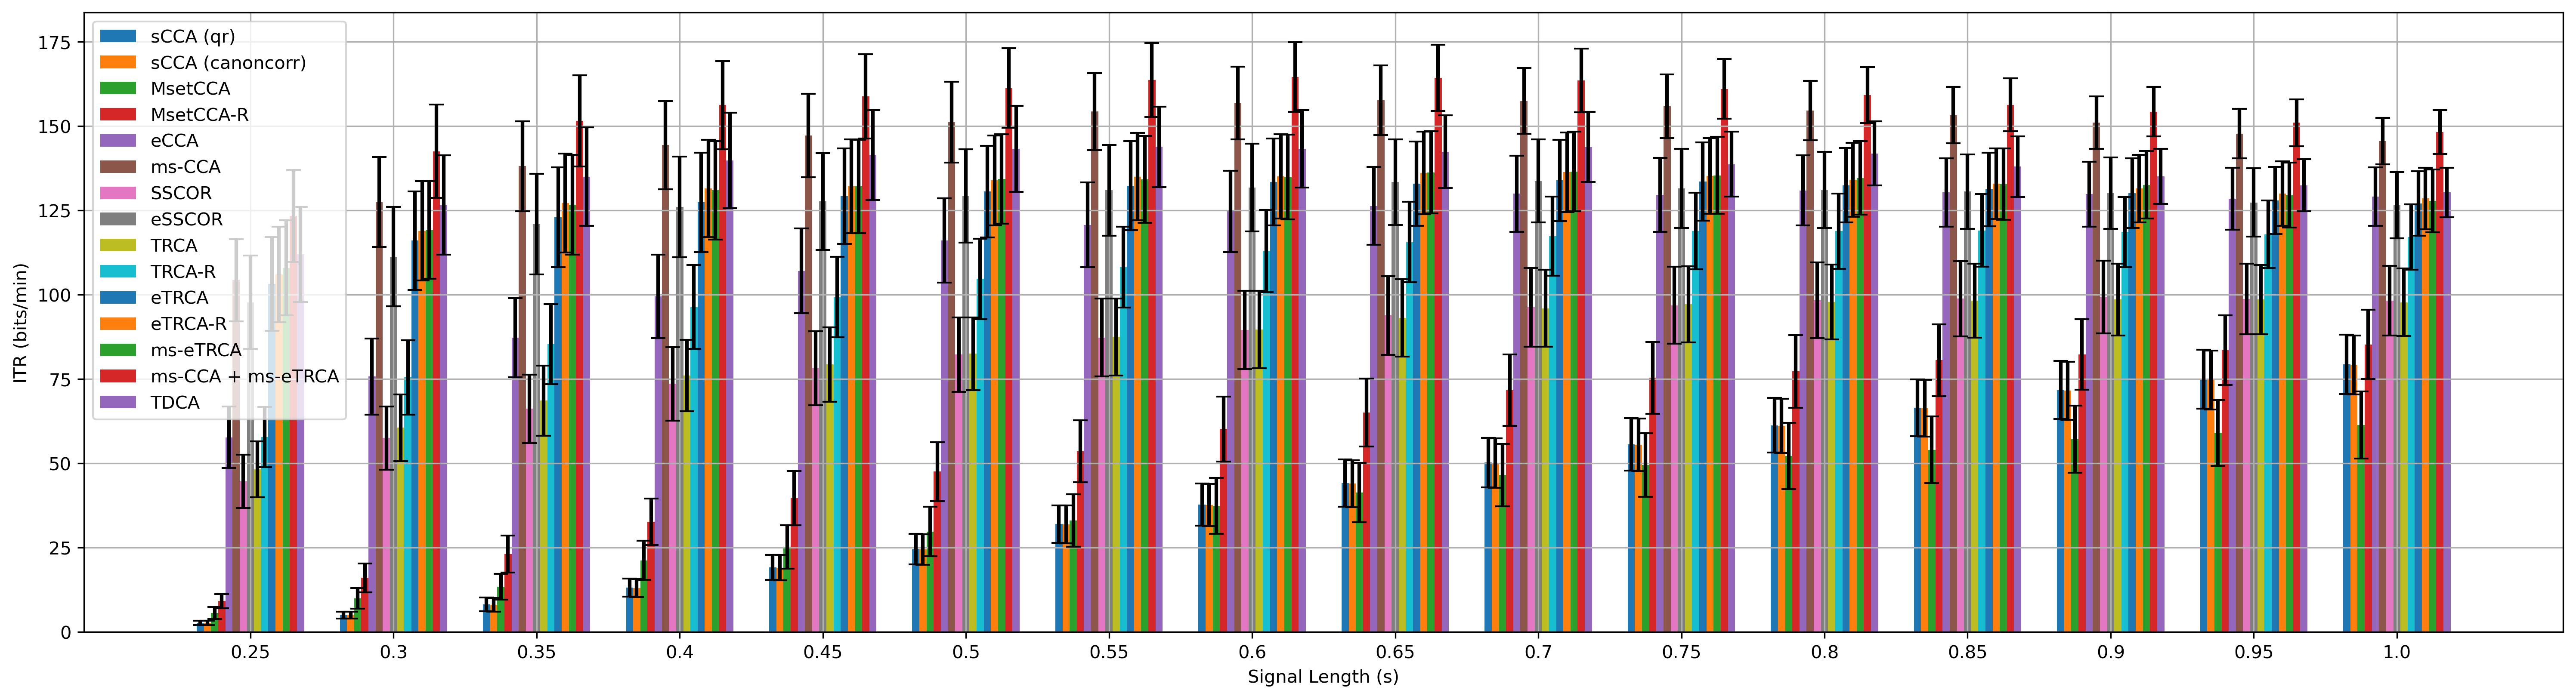 175
150
125
100
75
50
25
0
ITR (bits/min)
sCCA (qr)
sCCA (canoncorr)
MsetCCA
MsetCCA-R
eCCA
ms-CCA
SSCOR
eSSCOR
TRCA
TRCA-R
eTRCA
eTRCA-R
ms-eTRCA
ms-CCA + ms-eTRCA
TDCA
0.25 0.3 0.35 0.4 0.45 0.5 0.55 0.6 0.65 0.7 0.75 0.8 0.85 0.9 0.95 1.0
Signal Length (s)